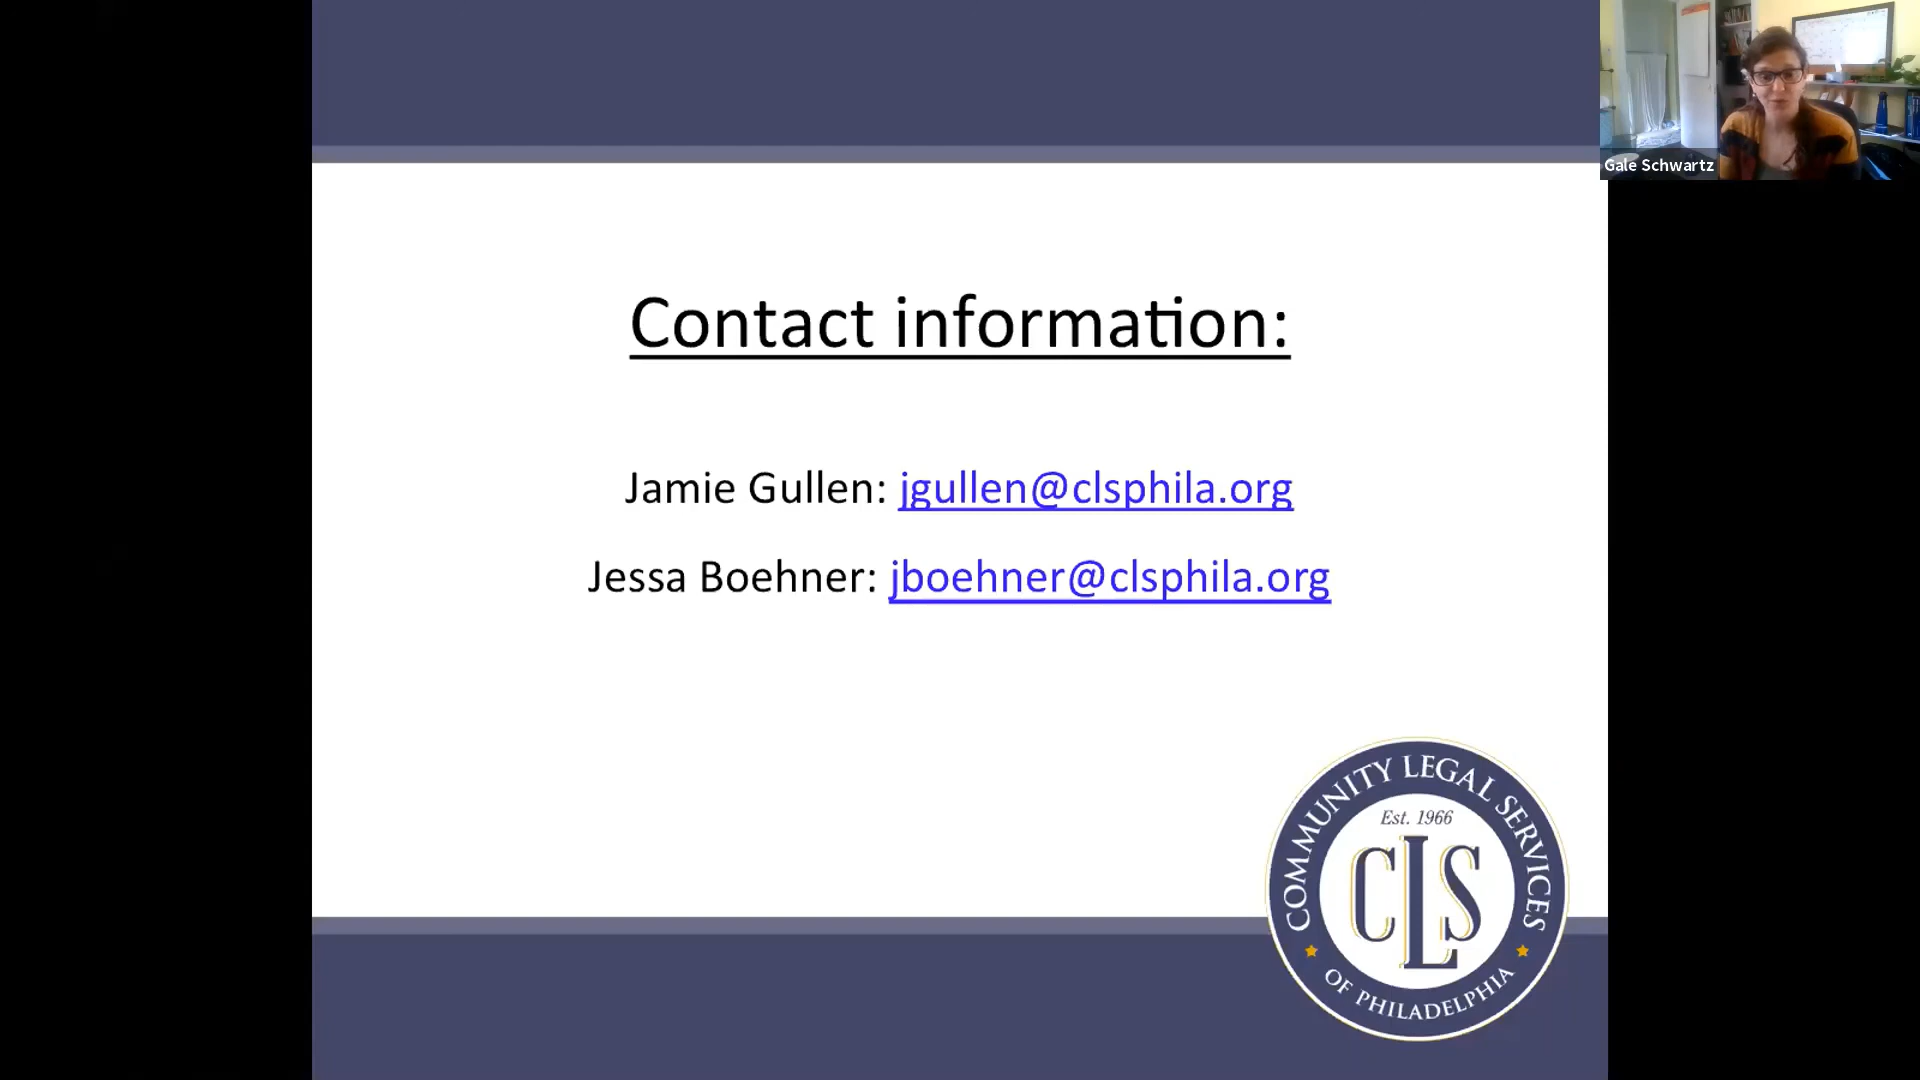 Gale Schwartz
Contact information:
Jamie Gullen: jgullen@clsphila.org
Jessa Boehner: jboehner@clsphila.org
COMMUNITY LEGAL SERVICES
Est. 1966
CLS
OF PHILADELPHIA